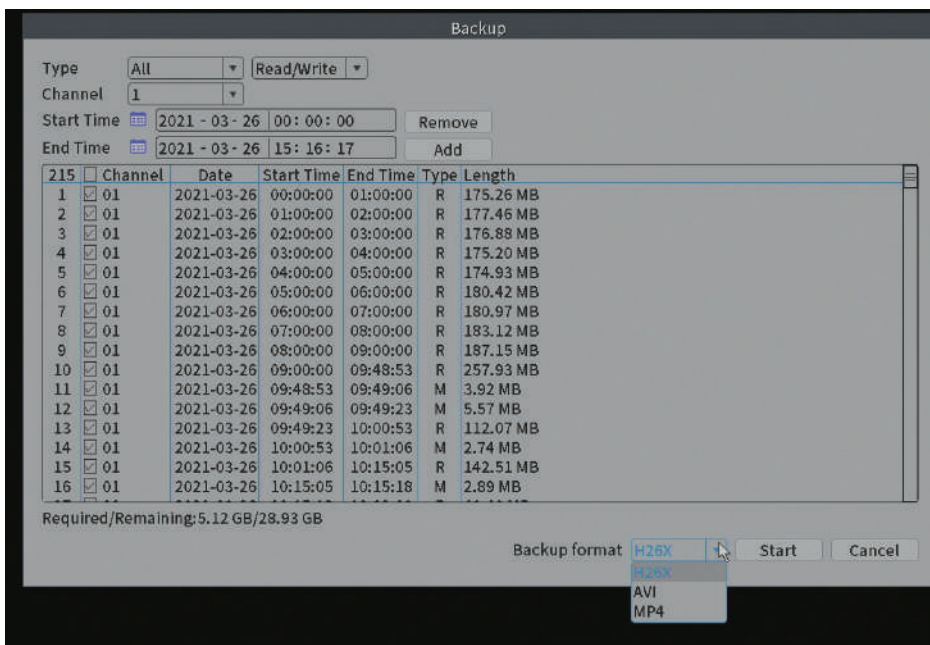 Backup
Type All Read/Write
Channel 1
Start Time 2021 - 03 - 26 00: 00: 00 Remove
End Time 2021 - 03 - 26 15: 16: 17 Add
215 Channel Date Start Time End Time Type Length
1 01 2021-03-26 00:00:00 01:00:00 R 175.26 MB
2 01 2021-03-26 01:00:00 02:00:00 R 177.46 MB
3 01 2021-03-26 02:00:00 03:00:00 R 176.88 MB
4 01 2021-03-26 03:00:00 04:00:00 R 175.20 MB
5 01 2021-03-26 04:00:00 05:00:00 R 174.93 MB
6 01 2021-03-26 05:00:00 06:00:00 R 180.42 MB
7 01 2021-03-26 06:00:00 07:00:00 R 180.97 MB
8 01 2021-03-26 07:00:00 08:00:00 R 183.12 MB
9 01 2021-03-26 08:00:00 09:00:00 R 187.15 MB
10 01 2021-03-26 09:00:00 09:48:53 R 257.93 MB
11 01 2021-03-26 09:48:53 09:49:06 M 3.92 MB
12 01 2021-03-26 09:49:06 09:49:23 M 5.57 MB
13 01 2021-03-26 09:49:23 10:00:53 R 112.07 MB
14 01 2021-03-26 10:00:53 10:01:06 M 2.74 MB
15 01 2021-03-26 10:01:06 10:15:05 R 142.51 MB
16 01 2021-03-26 10:15:05 10:15:18 M 2.89 MB
Required/Remaining:5.12 GB/28.93 GB
Backup format H26X Start Cancel
H26X
AVI
MP4